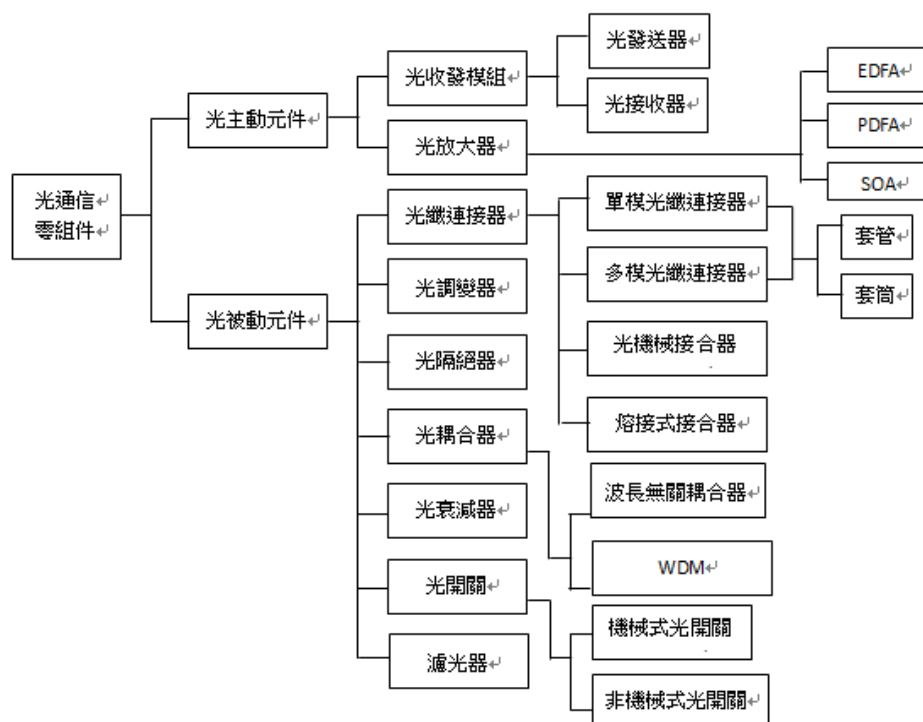 光通信
零組件
光主動元件
光收發模組
光發送器
光接收器
光放大器
EDFA
PDFA
SOA
光被動元件
光纖連接器
單模光纖連接器
多模光纖連接器
套管
套筒
光機械接合器
熔接式接合器
光調變器
光隔絕器
光耦合器
波長無關耦合器
WDM
光衰減器
光開關
機械式光開關
非機械式光開關
濾光器